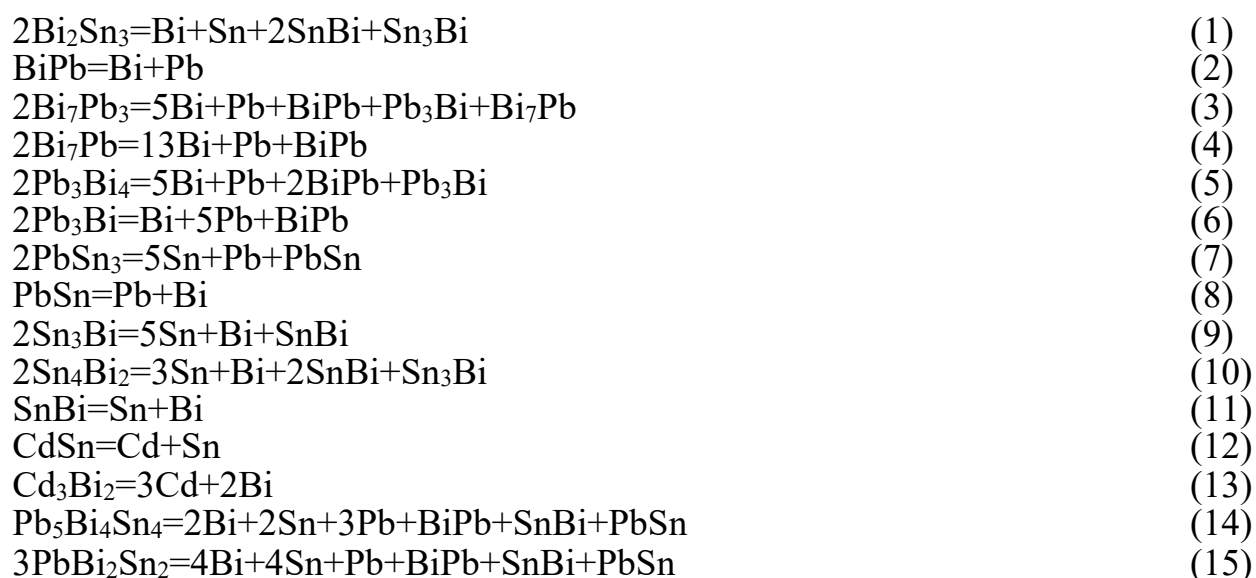 2Bi₂Sn₃=Bi+Sn+2SnBi+Sn₃Bi (1)
BiPb=Bi+Pb (2)
2Bi₇Pb₃=5Bi+Pb+BiPb+Pb₃Bi+Bi₇Pb (3)
2Bi₇Pb=13Bi+Pb+BiPb (4)
2Pb₃Bi₄=5Bi+Pb+2BiPb+Pb₃Bi (5)
2Pb₃Bi=Bi+5Pb+BiPb (6)
2PbSn₃=5Sn+Pb+PbSn (7)
PbSn=Pb+Bi (8)
2Sn₃Bi=5Sn+Bi+SnBi (9)
2Sn₄Bi₂=3Sn+Bi+2SnBi+Sn₃Bi (10)
SnBi=Sn+Bi (11)
CdSn=Cd+Sn (12)
Cd₃Bi₂=3Cd+2Bi (13)
Pb₅Bi₄Sn₄=2Bi+2Sn+3Pb+BiPb+SnBi+PbSn (14)
3PbBi₂Sn₂=4Bi+4Sn+Pb+BiPb+SnBi+PbSn (15)